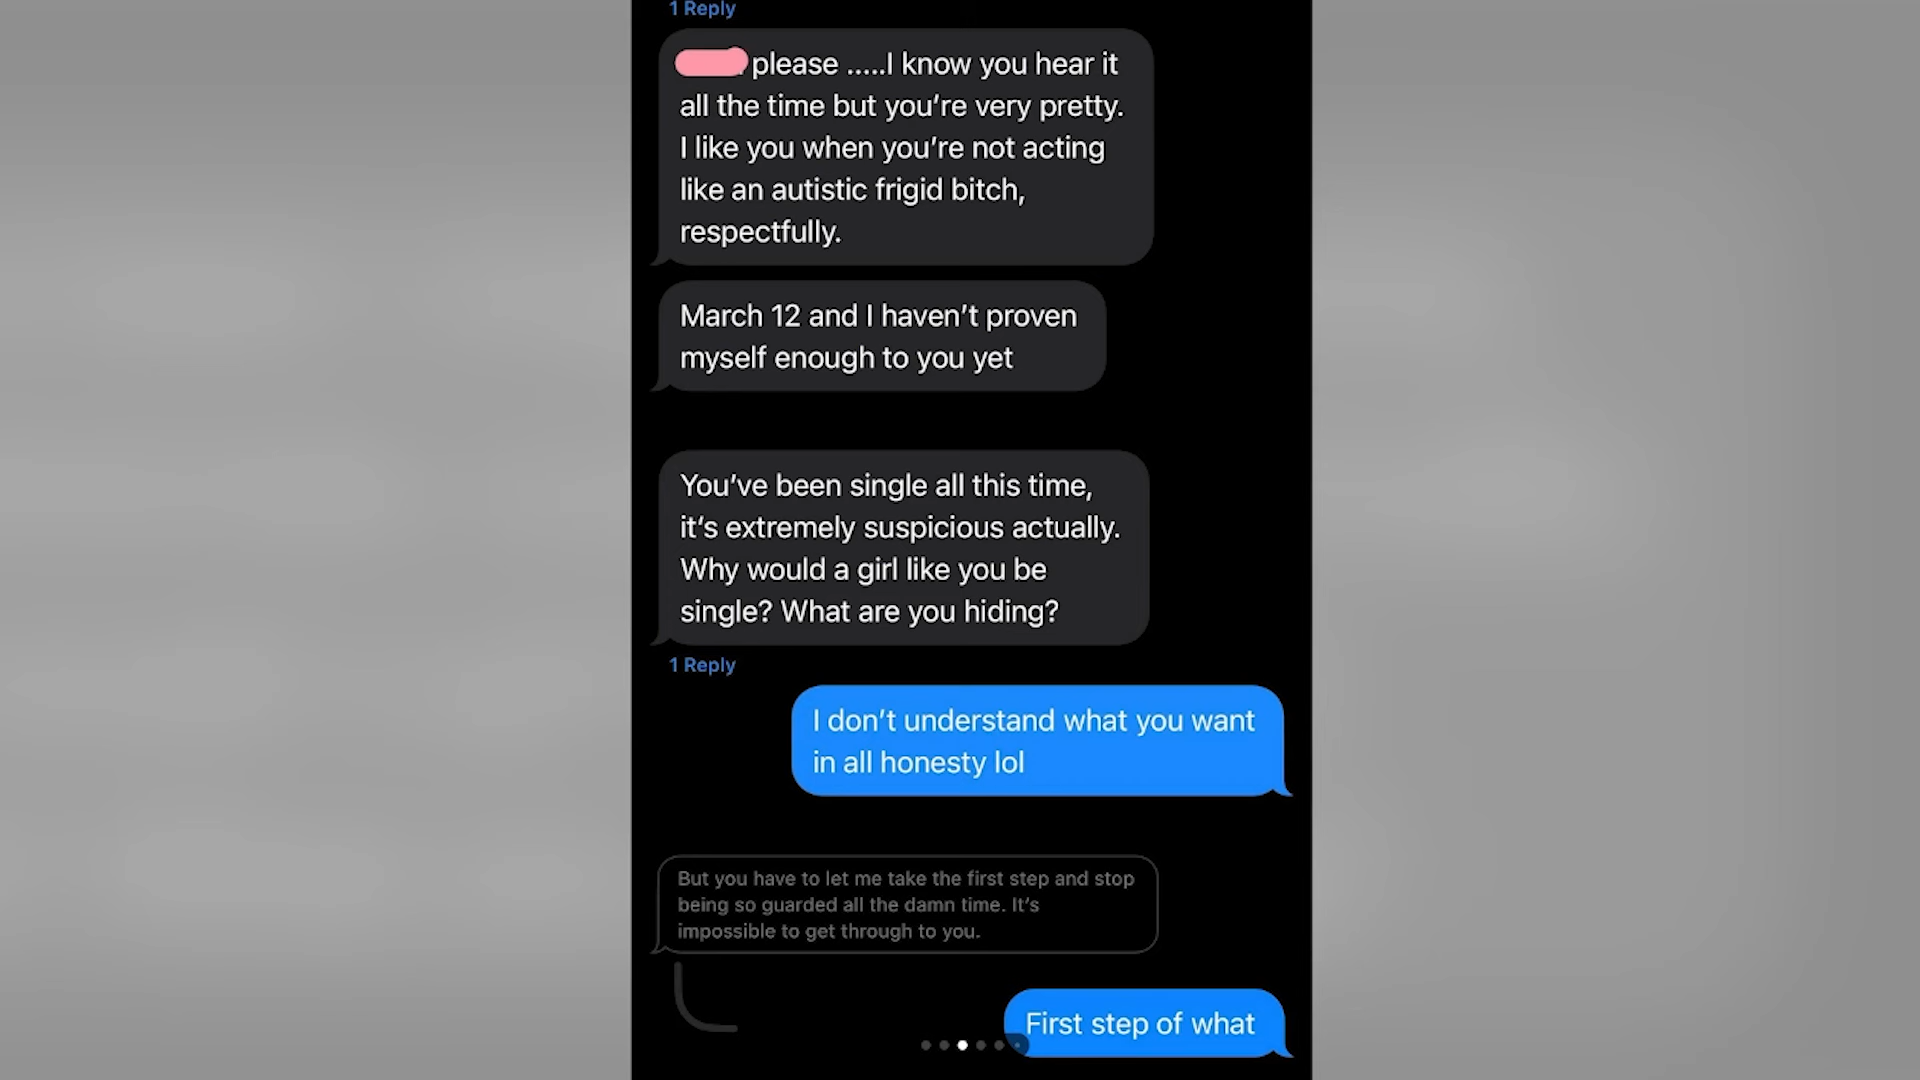 1 Reply
please .....I know you hear it
all the time but you're very pretty.
I like you when you're not acting
like an autistic frigid bitch,
respectfully.
March 12 and I haven't proven
myself enough to you yet
You've been single all this time,
it's extremely suspicious actually.
Why would a girl like you be
single? What are you hiding?
1 Reply
I don't understand what you want
in all honesty lol
But you have to let me take the first step and stop
being so guarded all the damn time. It's
impossible to get through to you.
First step of what